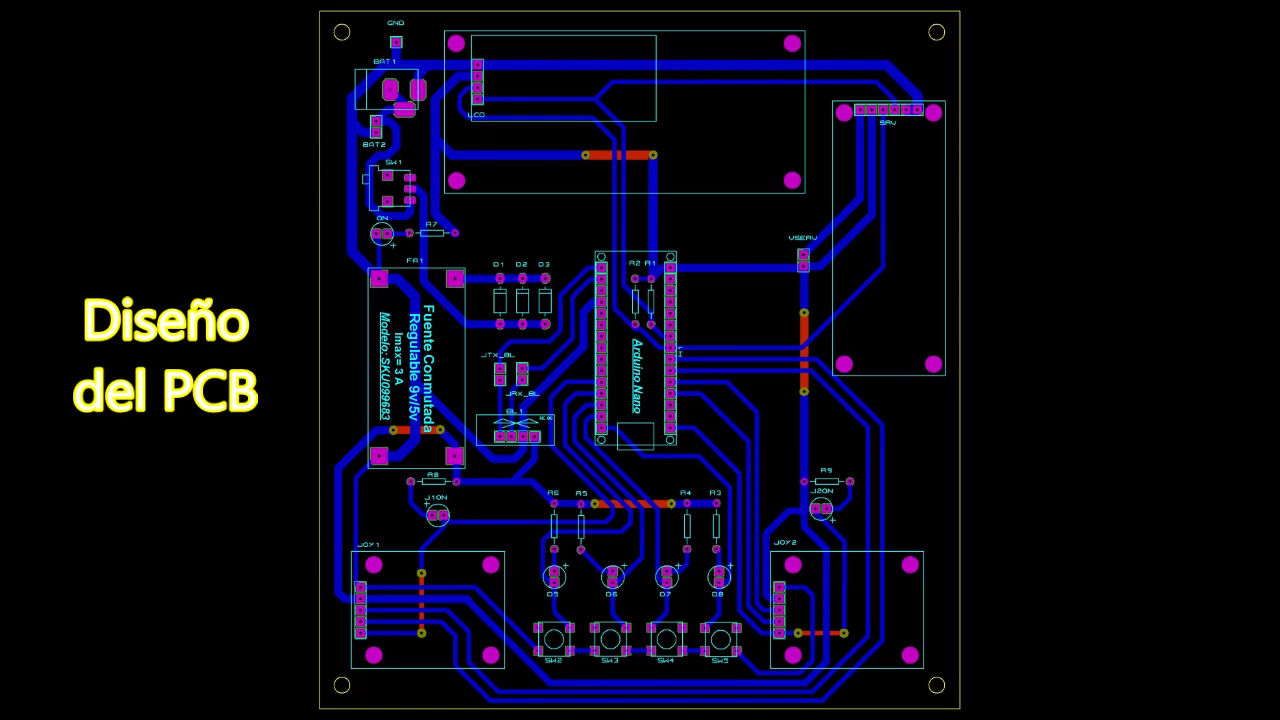 Diseño
del PCB
GND
BAT1
LCD
BAT2
SW1
SRV
ON
R7
VSERV
FA1
D1 D2 D3
R2 R1
Fuente Conmutada
Regulable 9v/5v
Imax= 3 A
Modelo: SKU099683
Arduino Nano
JTX_BL
JRX_BL
BL1
R8
R9
J1ON
J2ON
R6 R5 R4 R3
JOY1
JOY2
D5 D6 D7 D8
SW2 SW3 SW4 SW5